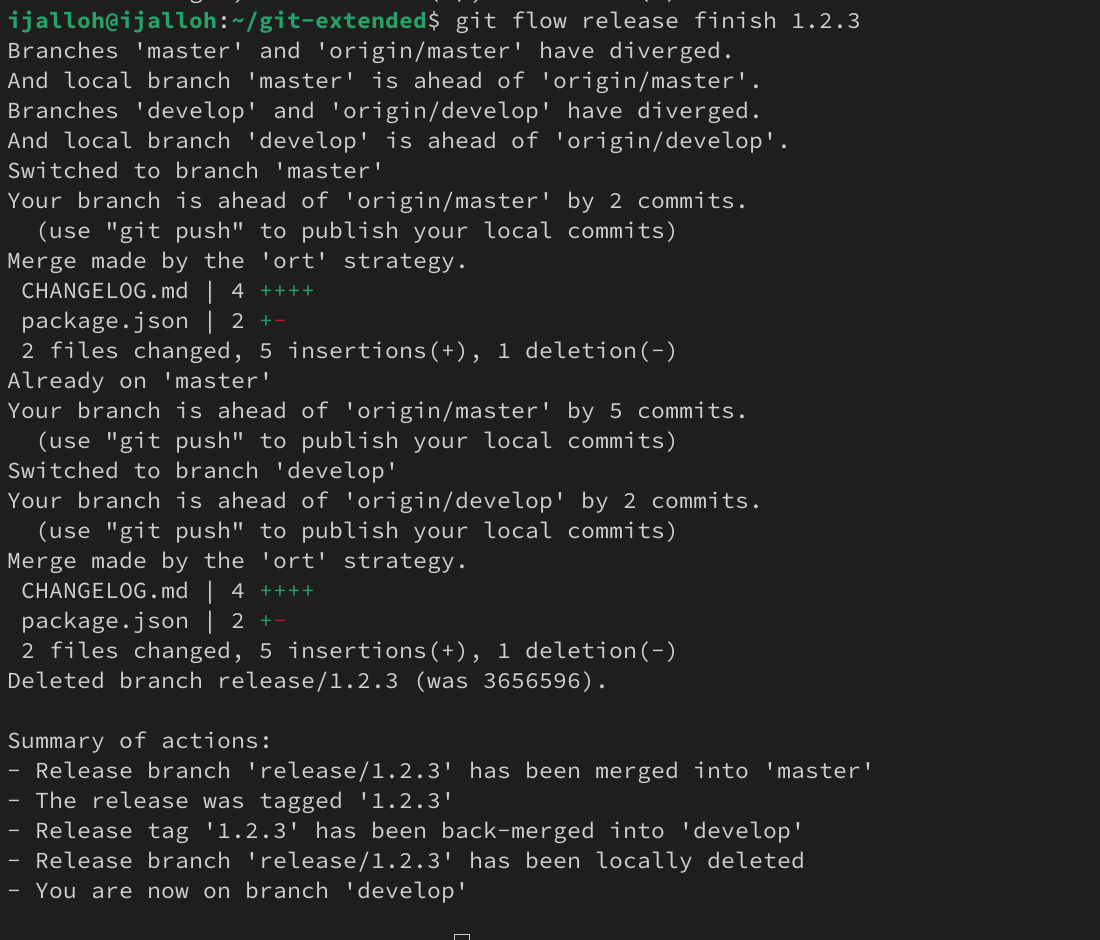 ijalloh@ijalloh:~/git-extended$ git flow release finish 1.2.3
Branches 'master' and 'origin/master' have diverged.
And local branch 'master' is ahead of 'origin/master'.
Branches 'develop' and 'origin/develop' have diverged.
And local branch 'develop' is ahead of 'origin/develop'.
Switched to branch 'master'
Your branch is ahead of 'origin/master' by 2 commits.
  (use "git push" to publish your local commits)
Merge made by the 'ort' strategy.
 CHANGELOG.md | 4 ++++
 package.json | 2 +-
 2 files changed, 5 insertions(+), 1 deletion(-)
Already on 'master'
Your branch is ahead of 'origin/master' by 5 commits.
  (use "git push" to publish your local commits)
Switched to branch 'develop'
Your branch is ahead of 'origin/develop' by 2 commits.
  (use "git push" to publish your local commits)
Merge made by the 'ort' strategy.
 CHANGELOG.md | 4 ++++
 package.json | 2 +-
 2 files changed, 5 insertions(+), 1 deletion(-)
Deleted branch release/1.2.3 (was 3656596).

Summary of actions:
- Release branch 'release/1.2.3' has been merged into 'master'
- The release was tagged '1.2.3'
- Release tag '1.2.3' has been back-merged into 'develop'
- Release branch 'release/1.2.3' has been locally deleted
- You are now on branch 'develop'